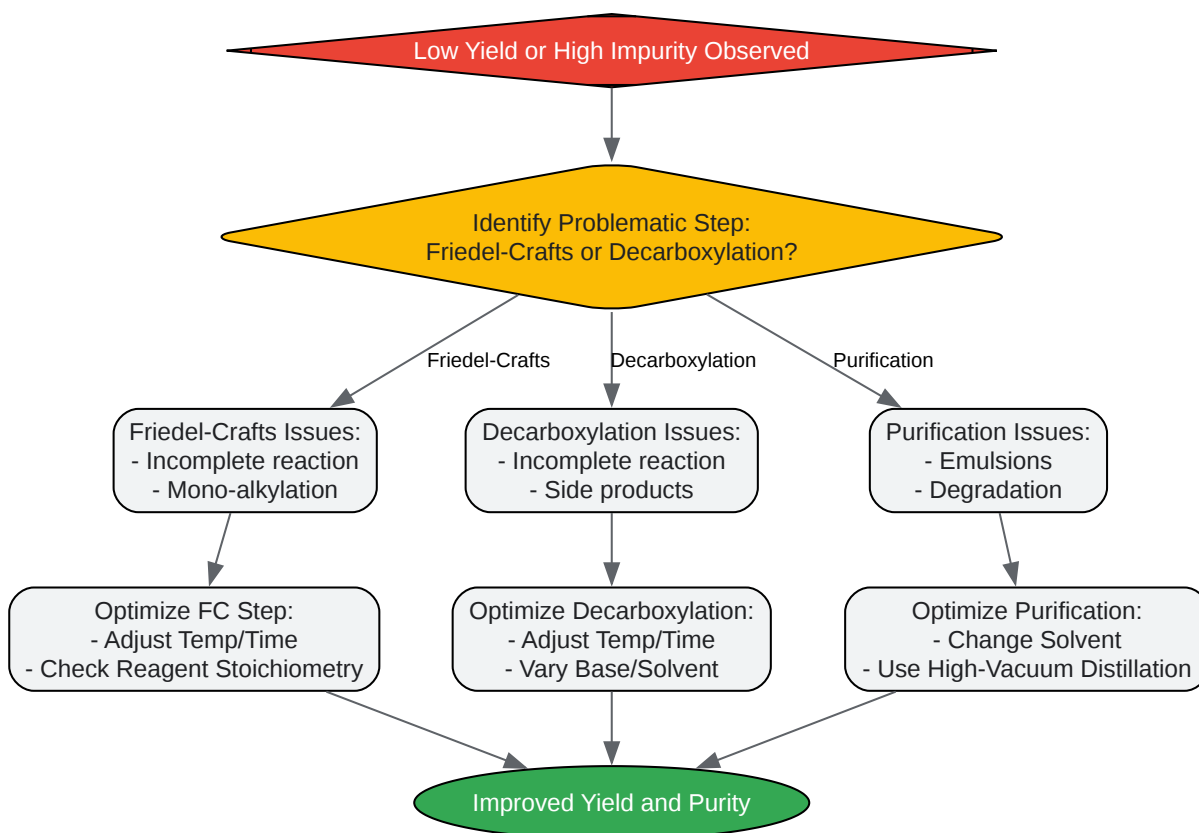 Low Yield or High Impurity Observed
Identify Problematic Step:
Friedel-Crafts or Decarboxylation?
Friedel-Crafts
Decarboxylation
Purification
Friedel-Crafts Issues:
- Incomplete reaction
- Mono-alkylation
Decarboxylation Issues:
- Incomplete reaction
- Side products
Purification Issues:
- Emulsions
- Degradation
Optimize FC Step:
- Adjust Temp/Time
- Check Reagent Stoichiometry
Optimize Decarboxylation:
- Adjust Temp/Time
- Vary Base/Solvent
Optimize Purification:
- Change Solvent
- Use High-Vacuum Distillation
Improved Yield and Purity